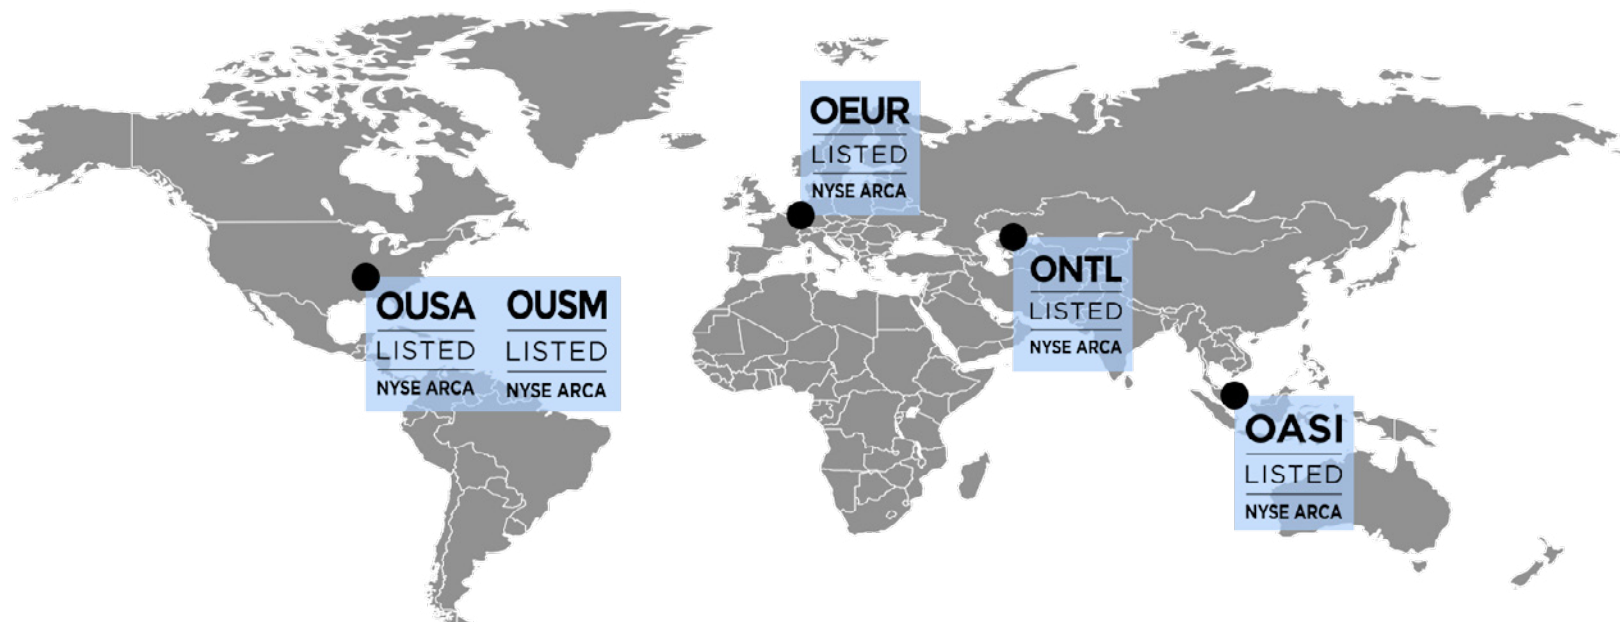 OEUR
LISTED
NYSE ARCA
ONTL
LISTED
NYSE ARCA
OUSA OUSM
LISTED LISTED
NYSE ARCA NYSE ARCA
OASI
LISTED
NYSE ARCA